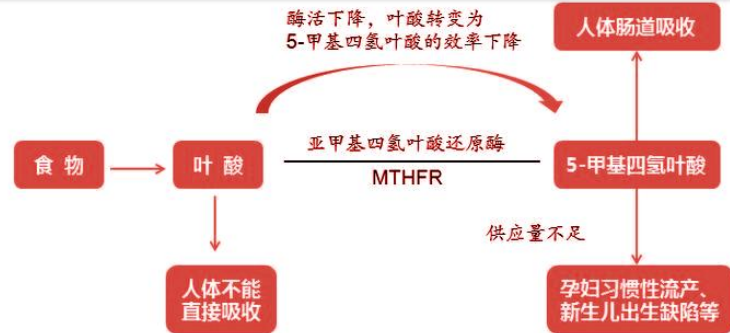 酶活下降，叶酸转变为
5-甲基四氢叶酸的效率下降
人体肠道吸收
食 物
叶 酸
亚甲基四氢叶酸还原酶
MTHFR
5-甲基四氢叶酸
供应量不足
人体不能
直接吸收
孕妇习惯性流产、
新生儿出生缺陷等